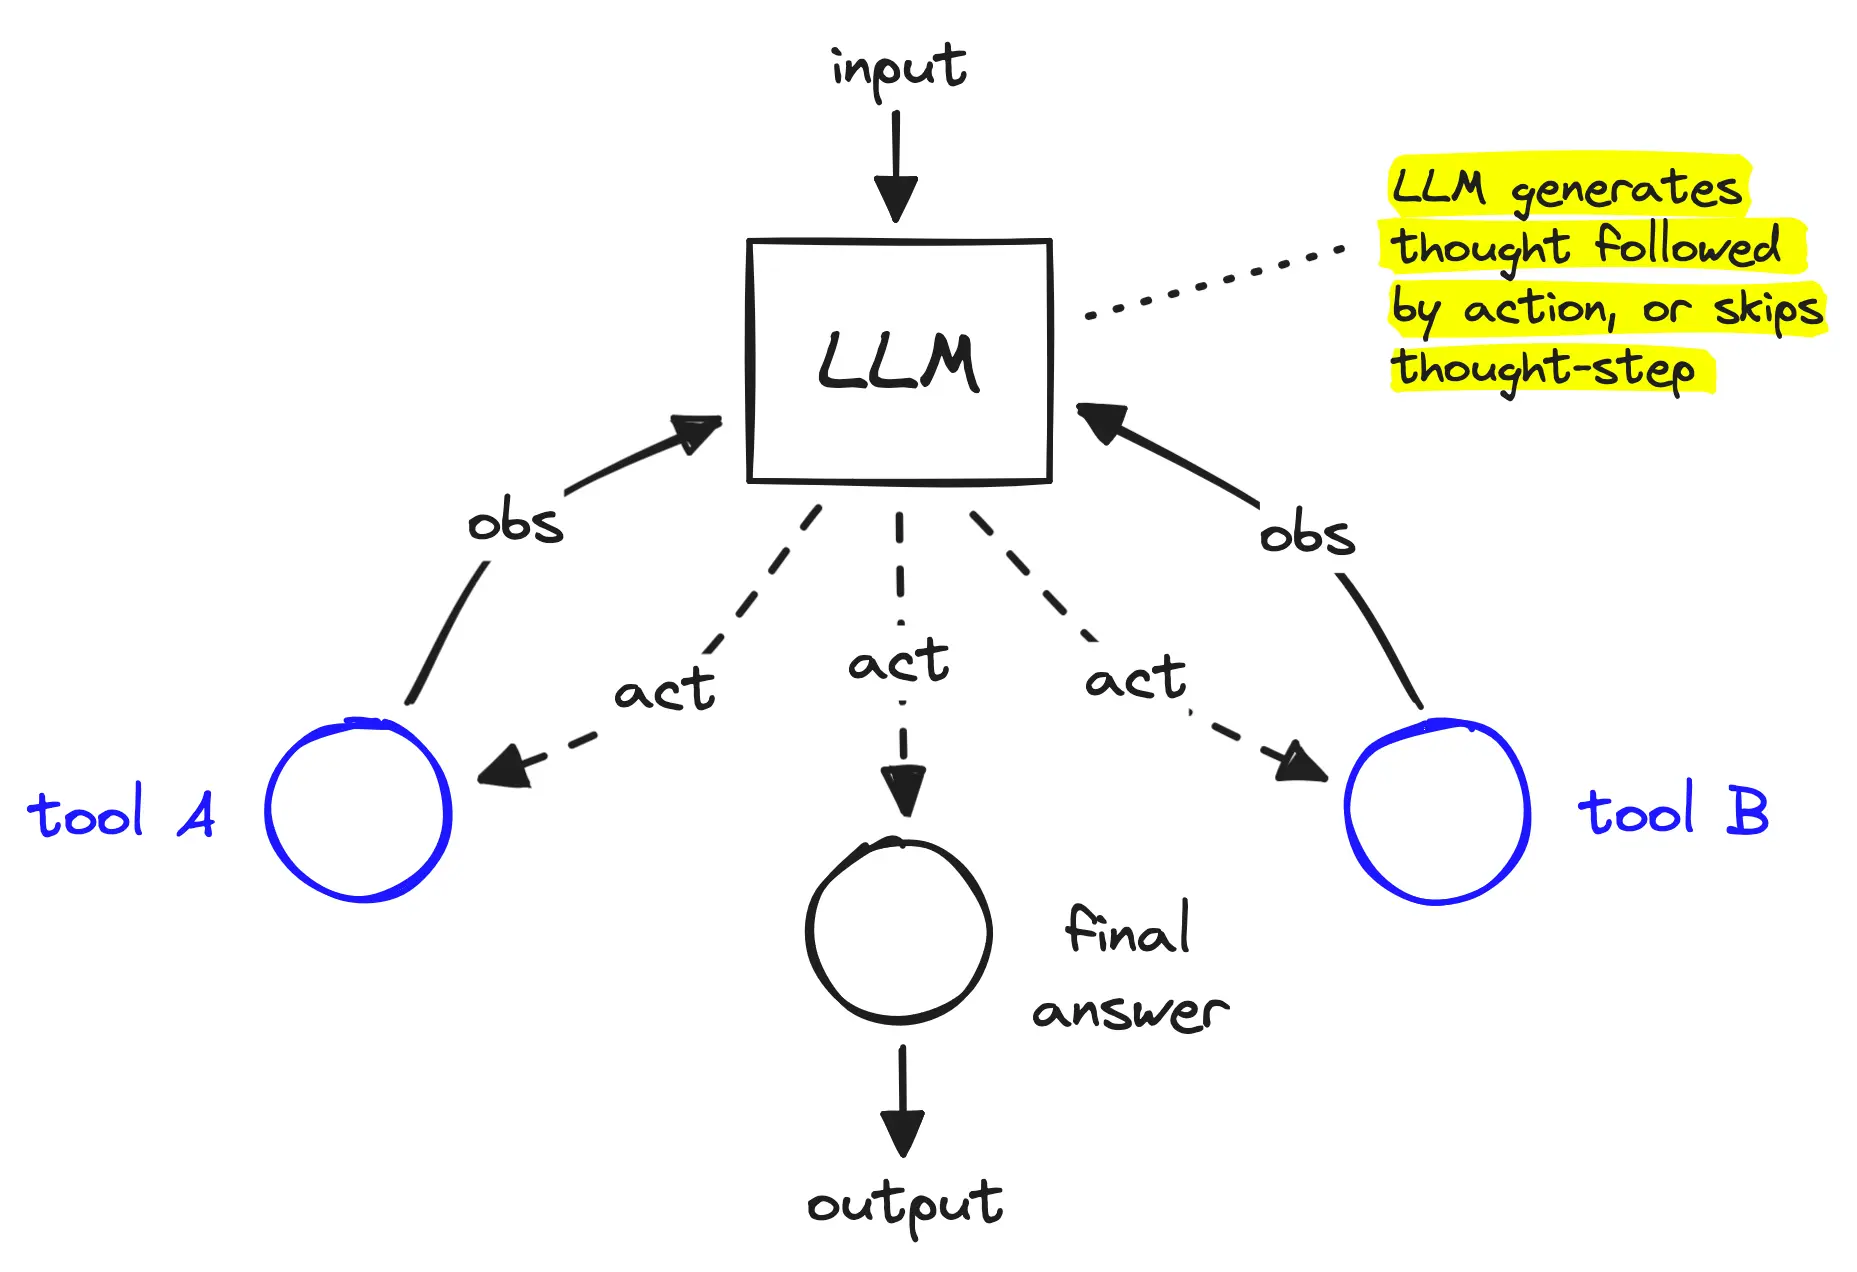 input
LLM generates
thought followed
by action, or skips
thought-step
LLM
obs
obs
act
act
act
tool A
tool B
final
answer
output